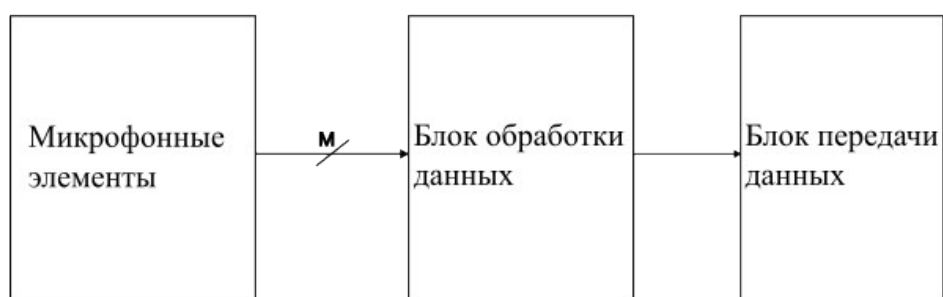 Микрофонные
элементы
М
Блок обработки
данных
Блок передачи
данных